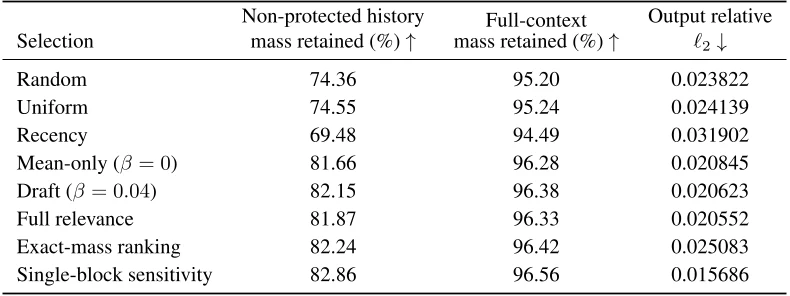 Selection Non-protected history mass retained (%) ↑ Full-context mass retained (%) ↑ Output relative ℓ2 ↓
Random 74.36 95.20 0.023822
Uniform 74.55 95.24 0.024139
Recency 69.48 94.49 0.031902
Mean-only (β = 0) 81.66 96.28 0.020845
Draft (β = 0.04) 82.15 96.38 0.020623
Full relevance 81.87 96.33 0.020552
Exact-mass ranking 82.24 96.42 0.025083
Single-block sensitivity 82.86 96.56 0.015686